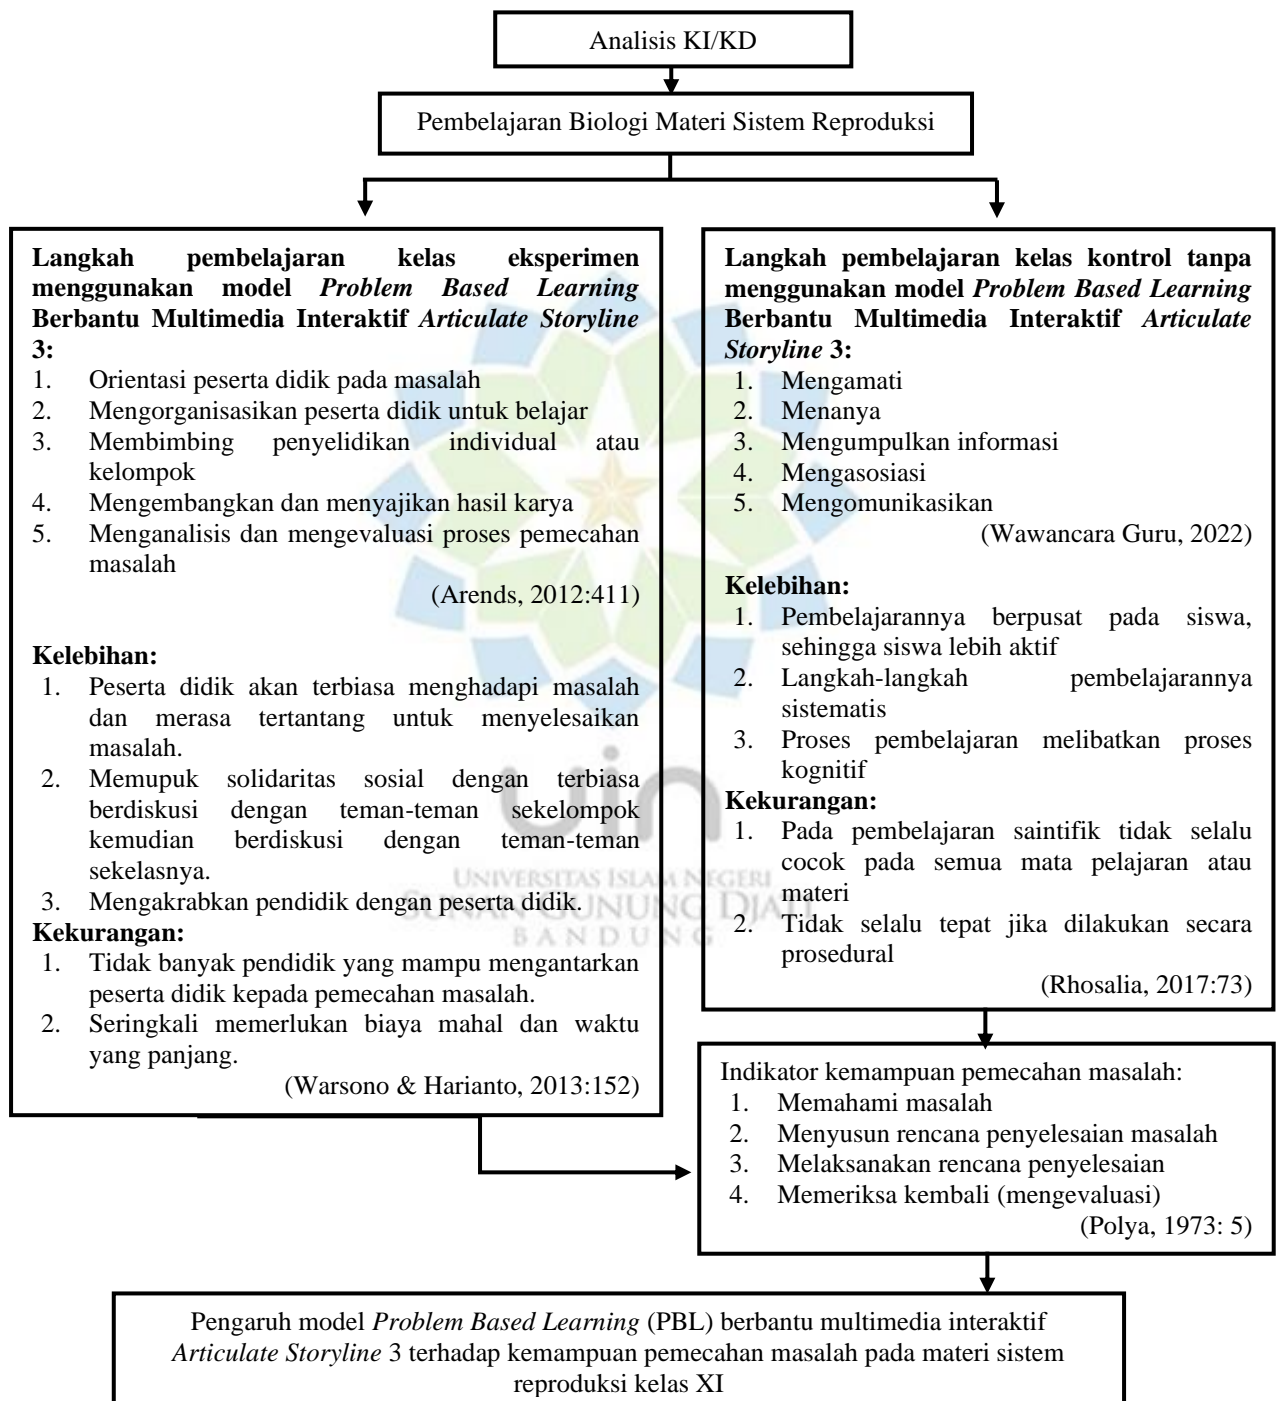 Analisis KI/KD
Pembelajaran Biologi Materi Sistem Reproduksi
Langkah pembelajaran kelas eksperimen
menggunakan model Problem Based Learning
Berbantu Multimedia Interaktif Articulate Storyline
3:
1. Orientasi peserta didik pada masalah
2. Mengorganisasikan peserta didik untuk belajar
3. Membimbing penyelidikan individual atau
kelompok
4. Mengembangkan dan menyajikan hasil karya
5. Menganalisis dan mengevaluasi proses pemecahan
masalah
(Arends, 2012:411)
Kelebihan:
1. Peserta didik akan terbiasa menghadapi masalah
dan merasa tertantang untuk menyelesaikan
masalah.
2. Memupuk solidaritas sosial dengan terbiasa
berdiskusi dengan teman-teman sekelompok
kemudian berdiskusi dengan teman-teman
sekelasnya.
3. Mengakrabkan pendidik dengan peserta didik.
Kekurangan:
1. Tidak banyak pendidik yang mampu mengantarkan
peserta didik kepada pemecahan masalah.
2. Seringkali memerlukan biaya mahal dan waktu
yang panjang.
(Warsono & Harianto, 2013:152)
Langkah pembelajaran kelas kontrol tanpa
menggunakan model Problem Based Learning
Berbantu Multimedia Interaktif Articulate
Storyline 3:
1. Mengamati
2. Menanya
3. Mengumpulkan informasi
4. Mengasosiasi
5. Mengomunikasikan
(Wawancara Guru, 2022)
Kelebihan:
1. Pembelajarannya berpusat pada siswa,
sehingga siswa lebih aktif
2. Langkah-langkah pembelajarannya
sistematis
3. Proses pembelajaran melibatkan proses
kognitif
Kekurangan:
1. Pada pembelajaran saintifik tidak selalu
cocok pada semua mata pelajaran atau
materi
2. Tidak selalu tepat jika dilakukan secara
prosedural
(Rhosalia, 2017:73)
uin
UNIVERSITAS ISLAM NEGERI
SUNAN GUNUNG DJATI
BANDUNG
Indikator kemampuan pemecahan masalah:
1. Memahami masalah
2. Menyusun rencana penyelesaian masalah
3. Melaksanakan rencana penyelesaian
4. Memeriksa kembali (mengevaluasi)
(Polya, 1973: 5)
Pengaruh model Problem Based Learning (PBL) berbantu multimedia interaktif
Articulate Storyline 3 terhadap kemampuan pemecahan masalah pada materi sistem
reproduksi kelas XI